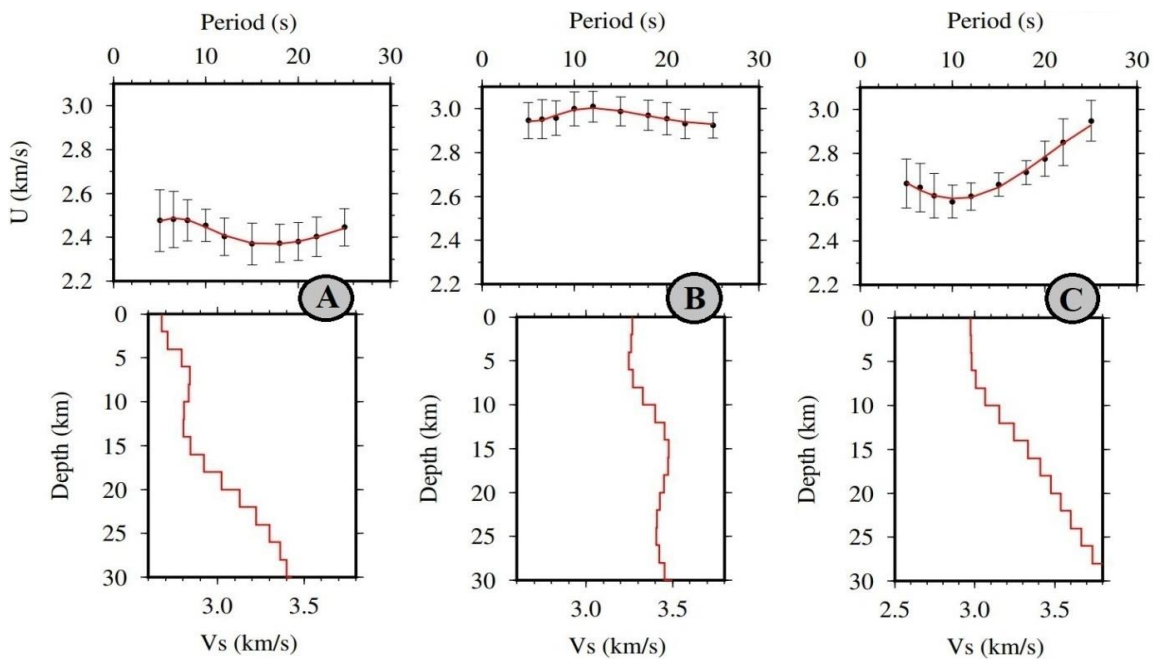 Period (s) Period (s) Period (s)
0 10 20 30 0 10 20 30 0 10 20 30
U (km/s)
3.0 3.0 3.0
2.8 2.8 2.8
2.6 2.6 2.6
2.4 2.4 2.4
2.2 2.2 2.2
A B C
Depth (km) Depth (km) Depth (km)
0 0 0
5 5 5
10 10 10
15 15 15
20 20 20
25 25 25
30 30 30
3.0 3.5 3.0 3.5 2.5 3.0 3.5
Vs (km/s) Vs (km/s) Vs (km/s)